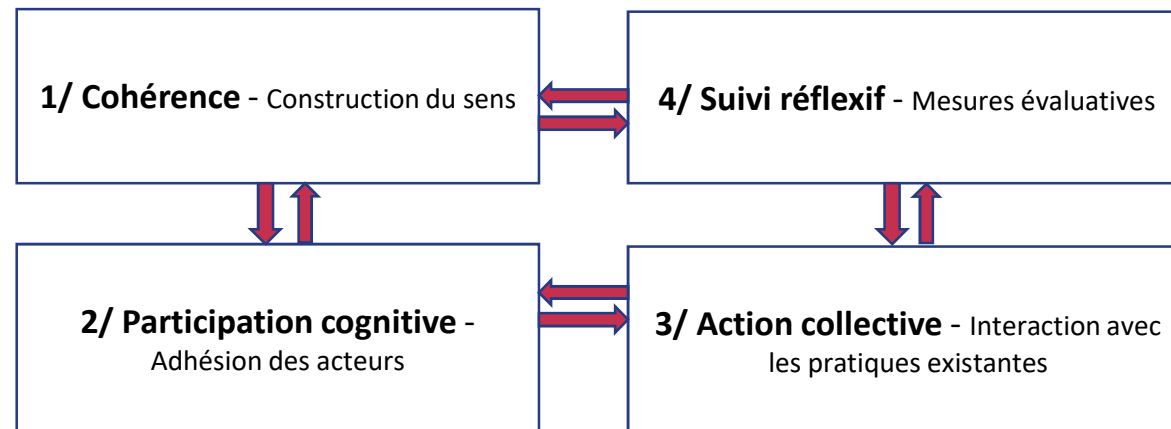 1/ Cohérence - Construction du sens
4/ Suivi réflexif - Mesures évaluatives
2/ Participation cognitive -
Adhésion des acteurs
3/ Action collective - Interaction avec
les pratiques existantes